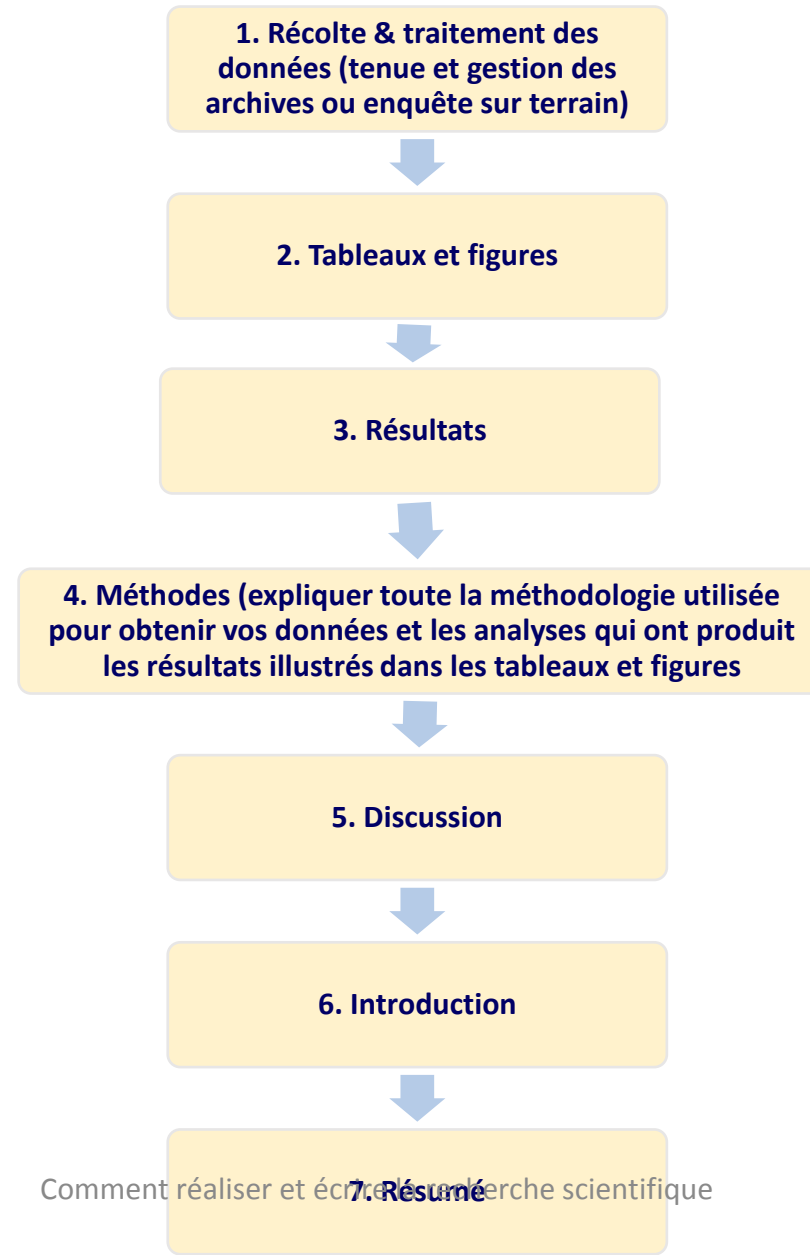 1. Récolte & traitement des
données (tenue et gestion des
archives ou enquête sur terrain)
2. Tableaux et figures
3. Résultats
4. Méthodes (expliquer toute la méthodologie utilisée
pour obtenir vos données et les analyses qui ont produit
les résultats illustrés dans les tableaux et figures
5. Discussion
6. Introduction
7. Résumé
Comment réaliser et écrire la recherche scientifique